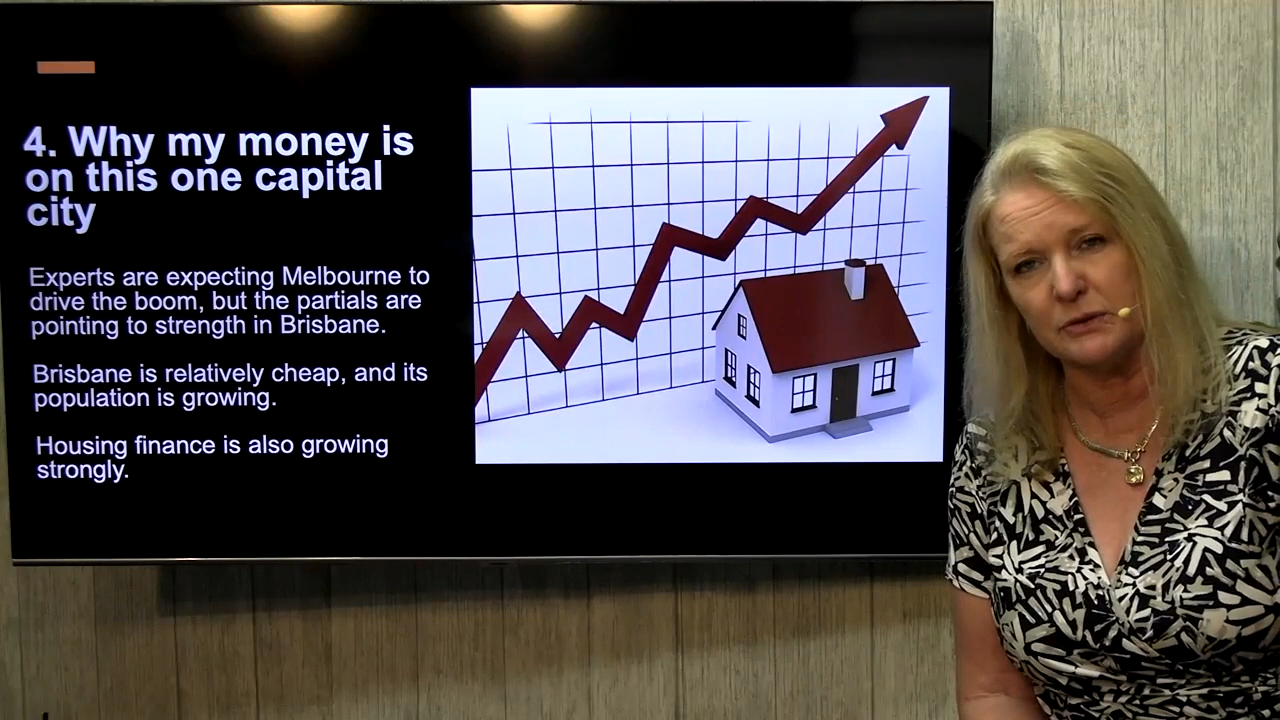 4. Why my money is
on this one capital
city
Experts are expecting Melbourne to
drive the boom, but the partials are
pointing to strength in Brisbane.
Brisbane is relatively cheap, and its
population is growing.
Housing finance is also growing
strongly.